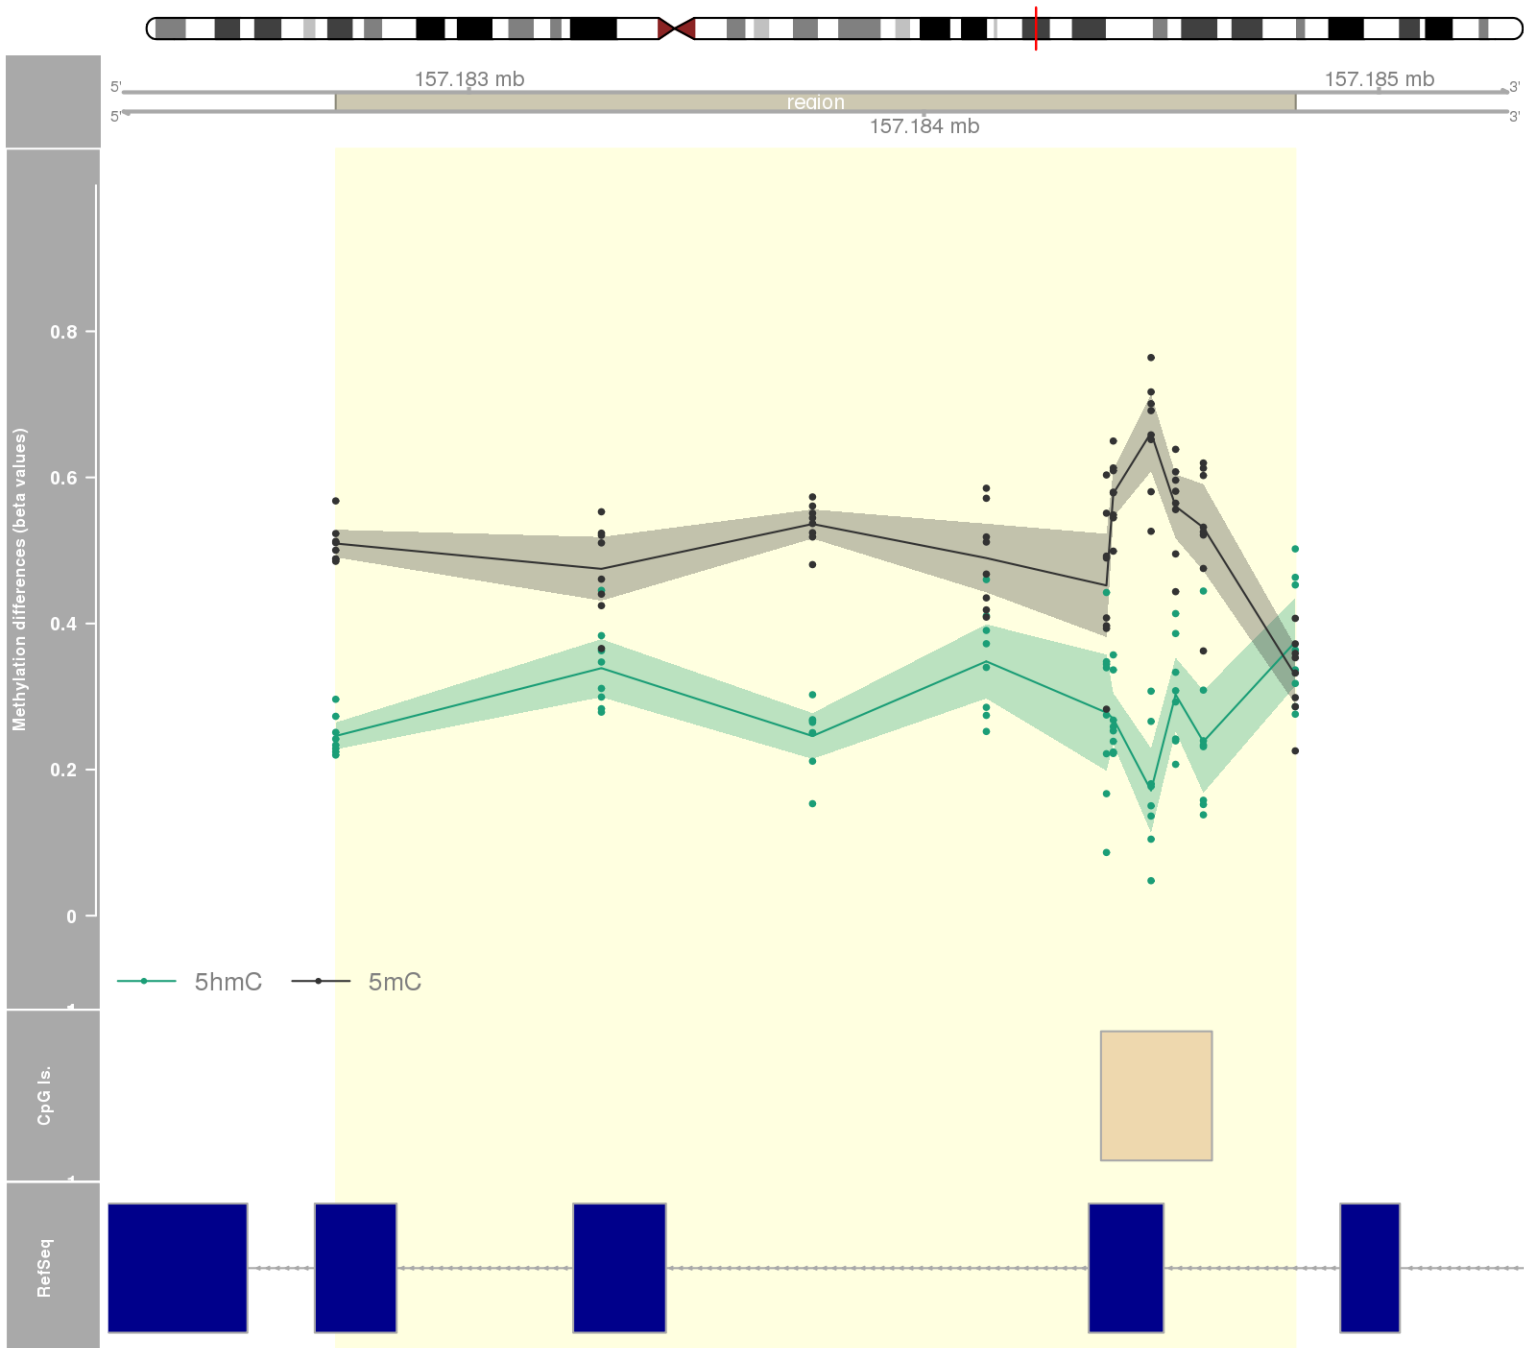 157.183 mb
157.185 mb
5'
3'
region
5'
3'
157.184 mb
Methylation differences (beta values)
0.8
0.6
0.4
0.2
0
5hmC
5mC
CpG Is.
RefSeq